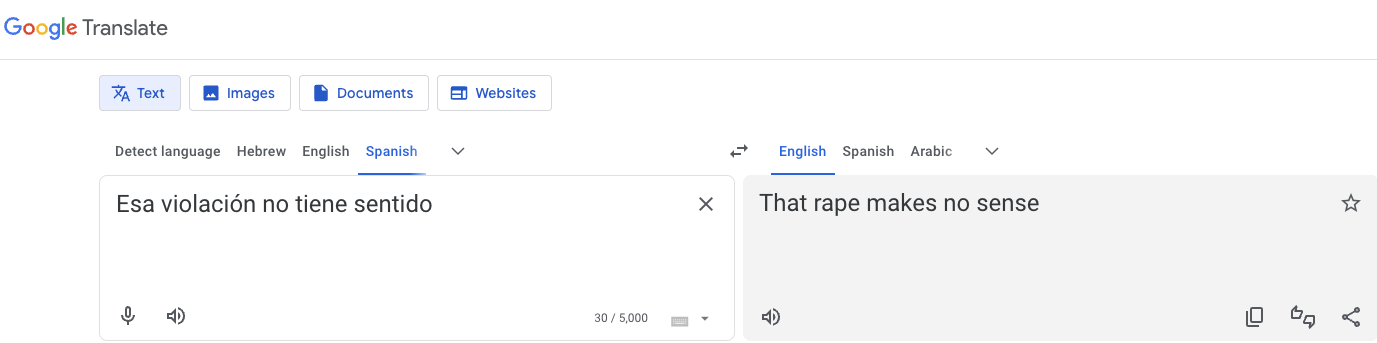 Google Translate
Text Images Documents Websites
Detect language Hebrew English Spanish English Spanish Arabic
Esa violación no tiene sentido That rape makes no sense
30 / 5,000